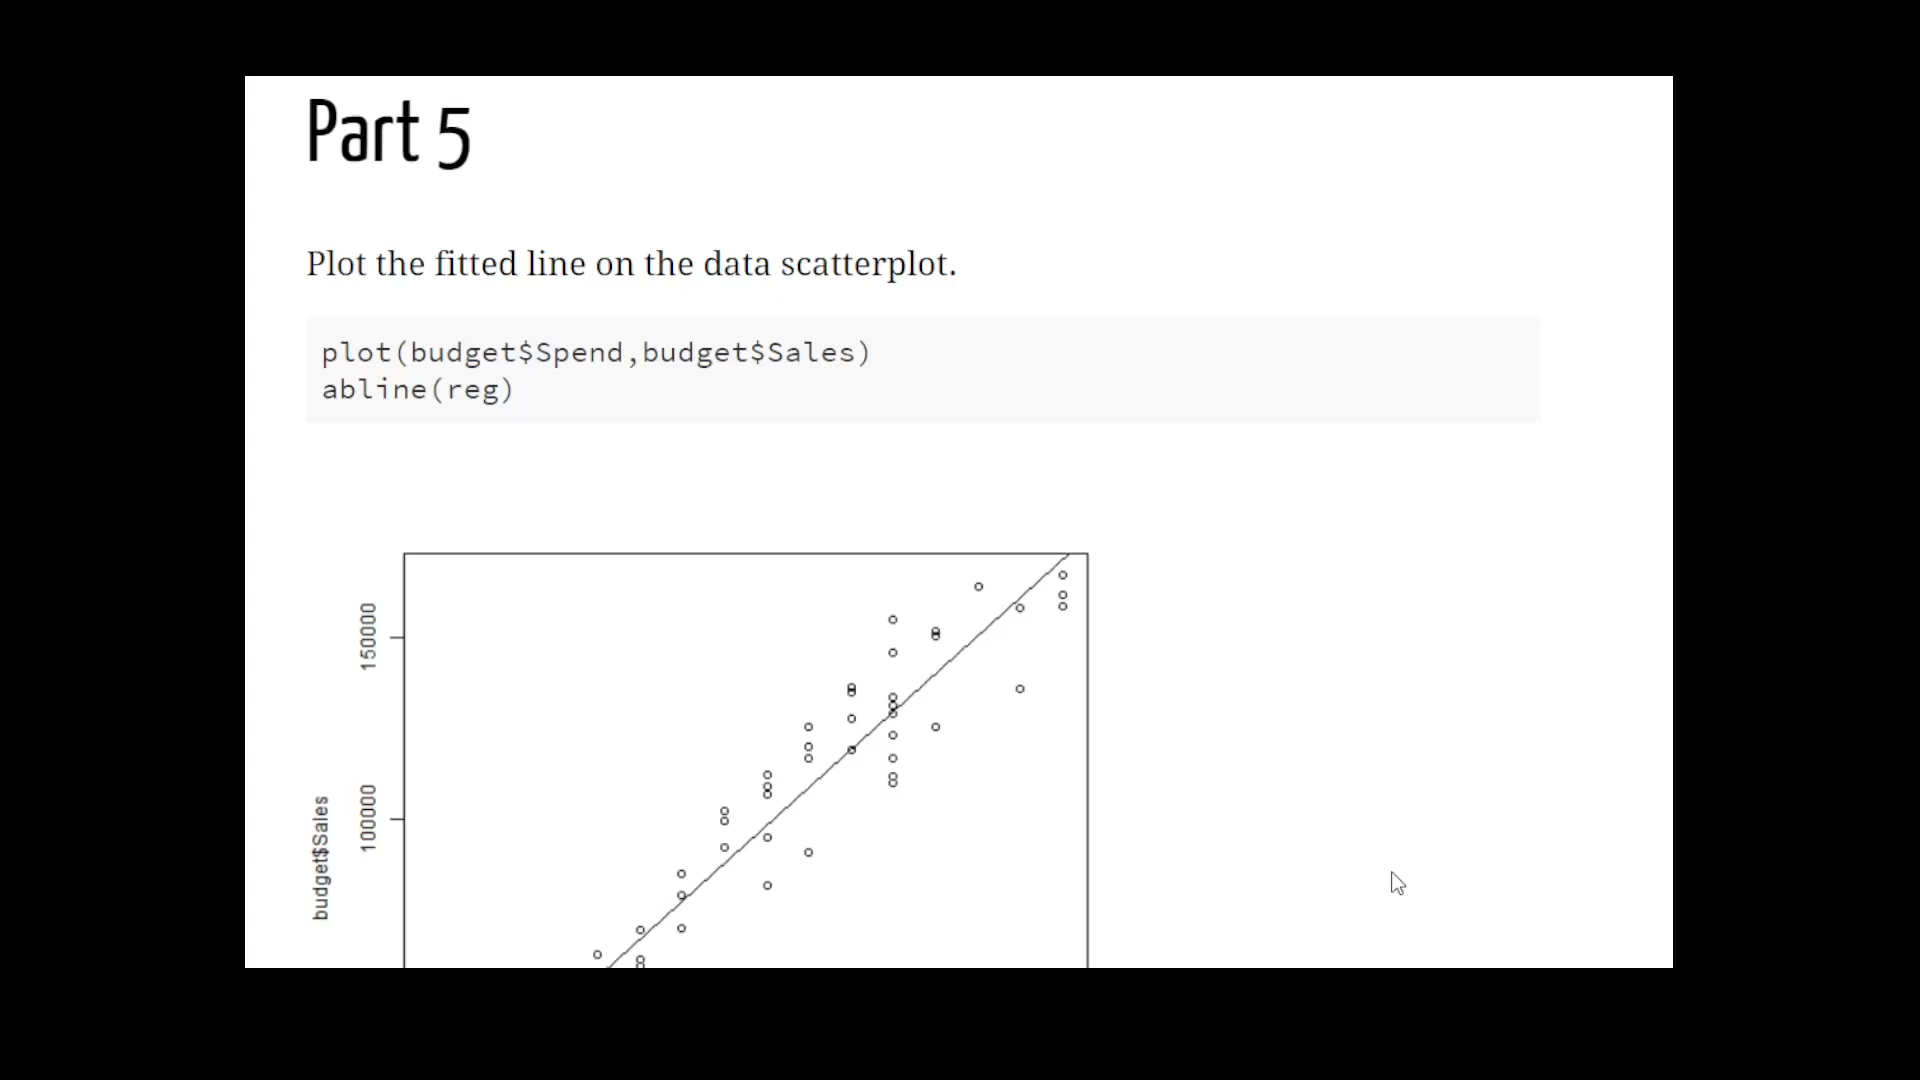 Part 5
Plot the fitted line on the data scatterplot.
plot(budget$Spend,budget$Sales)
abline(reg)
150000
100000
budget$Sales